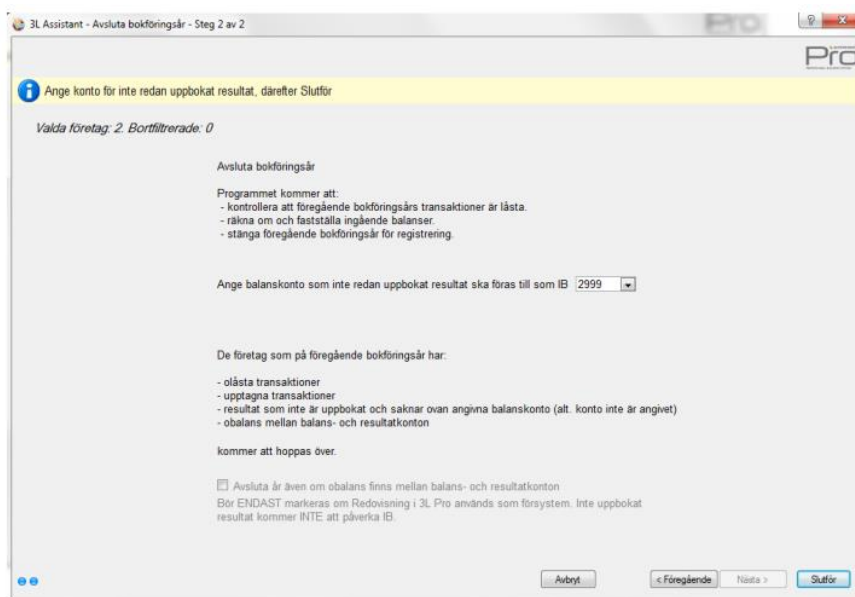 3L Assistant - Avsluta bokföringsår - Steg 2 av 2
Pro
Ange konto för inte redan uppbokat resultat, därefter Slutför
Valda företag: 2. Bortfiltrerade: 0
Avsluta bokföringsår
Programmet kommer att:
- kontrollera att föregående bokföringsårs transaktioner är låsta.
- räkna om och fastställa ingående balanser.
- stänga föregående bokföringsår för registrering.
Ange balanskonto som inte redan uppbokat resultat ska föras till som IB 2999
De företag som på föregående bokföringsår har:
- olåsta transaktioner
- upptagna transaktioner
- resultat som inte är uppbokat och saknar ovan angivna balanskonto (alt. konto inte är angivet)
- obalans mellan balans- och resultatkonton
kommer att hoppas över.
Avsluta år även om obalans finns mellan balans- och resultatkonton
Bör ENDAST markeras om Redovisning i 3L Pro används som försystem. Inte uppbokat
resultat kommer INTE att påverka IB.
Avbryt < Föregående Nästa > Slutför